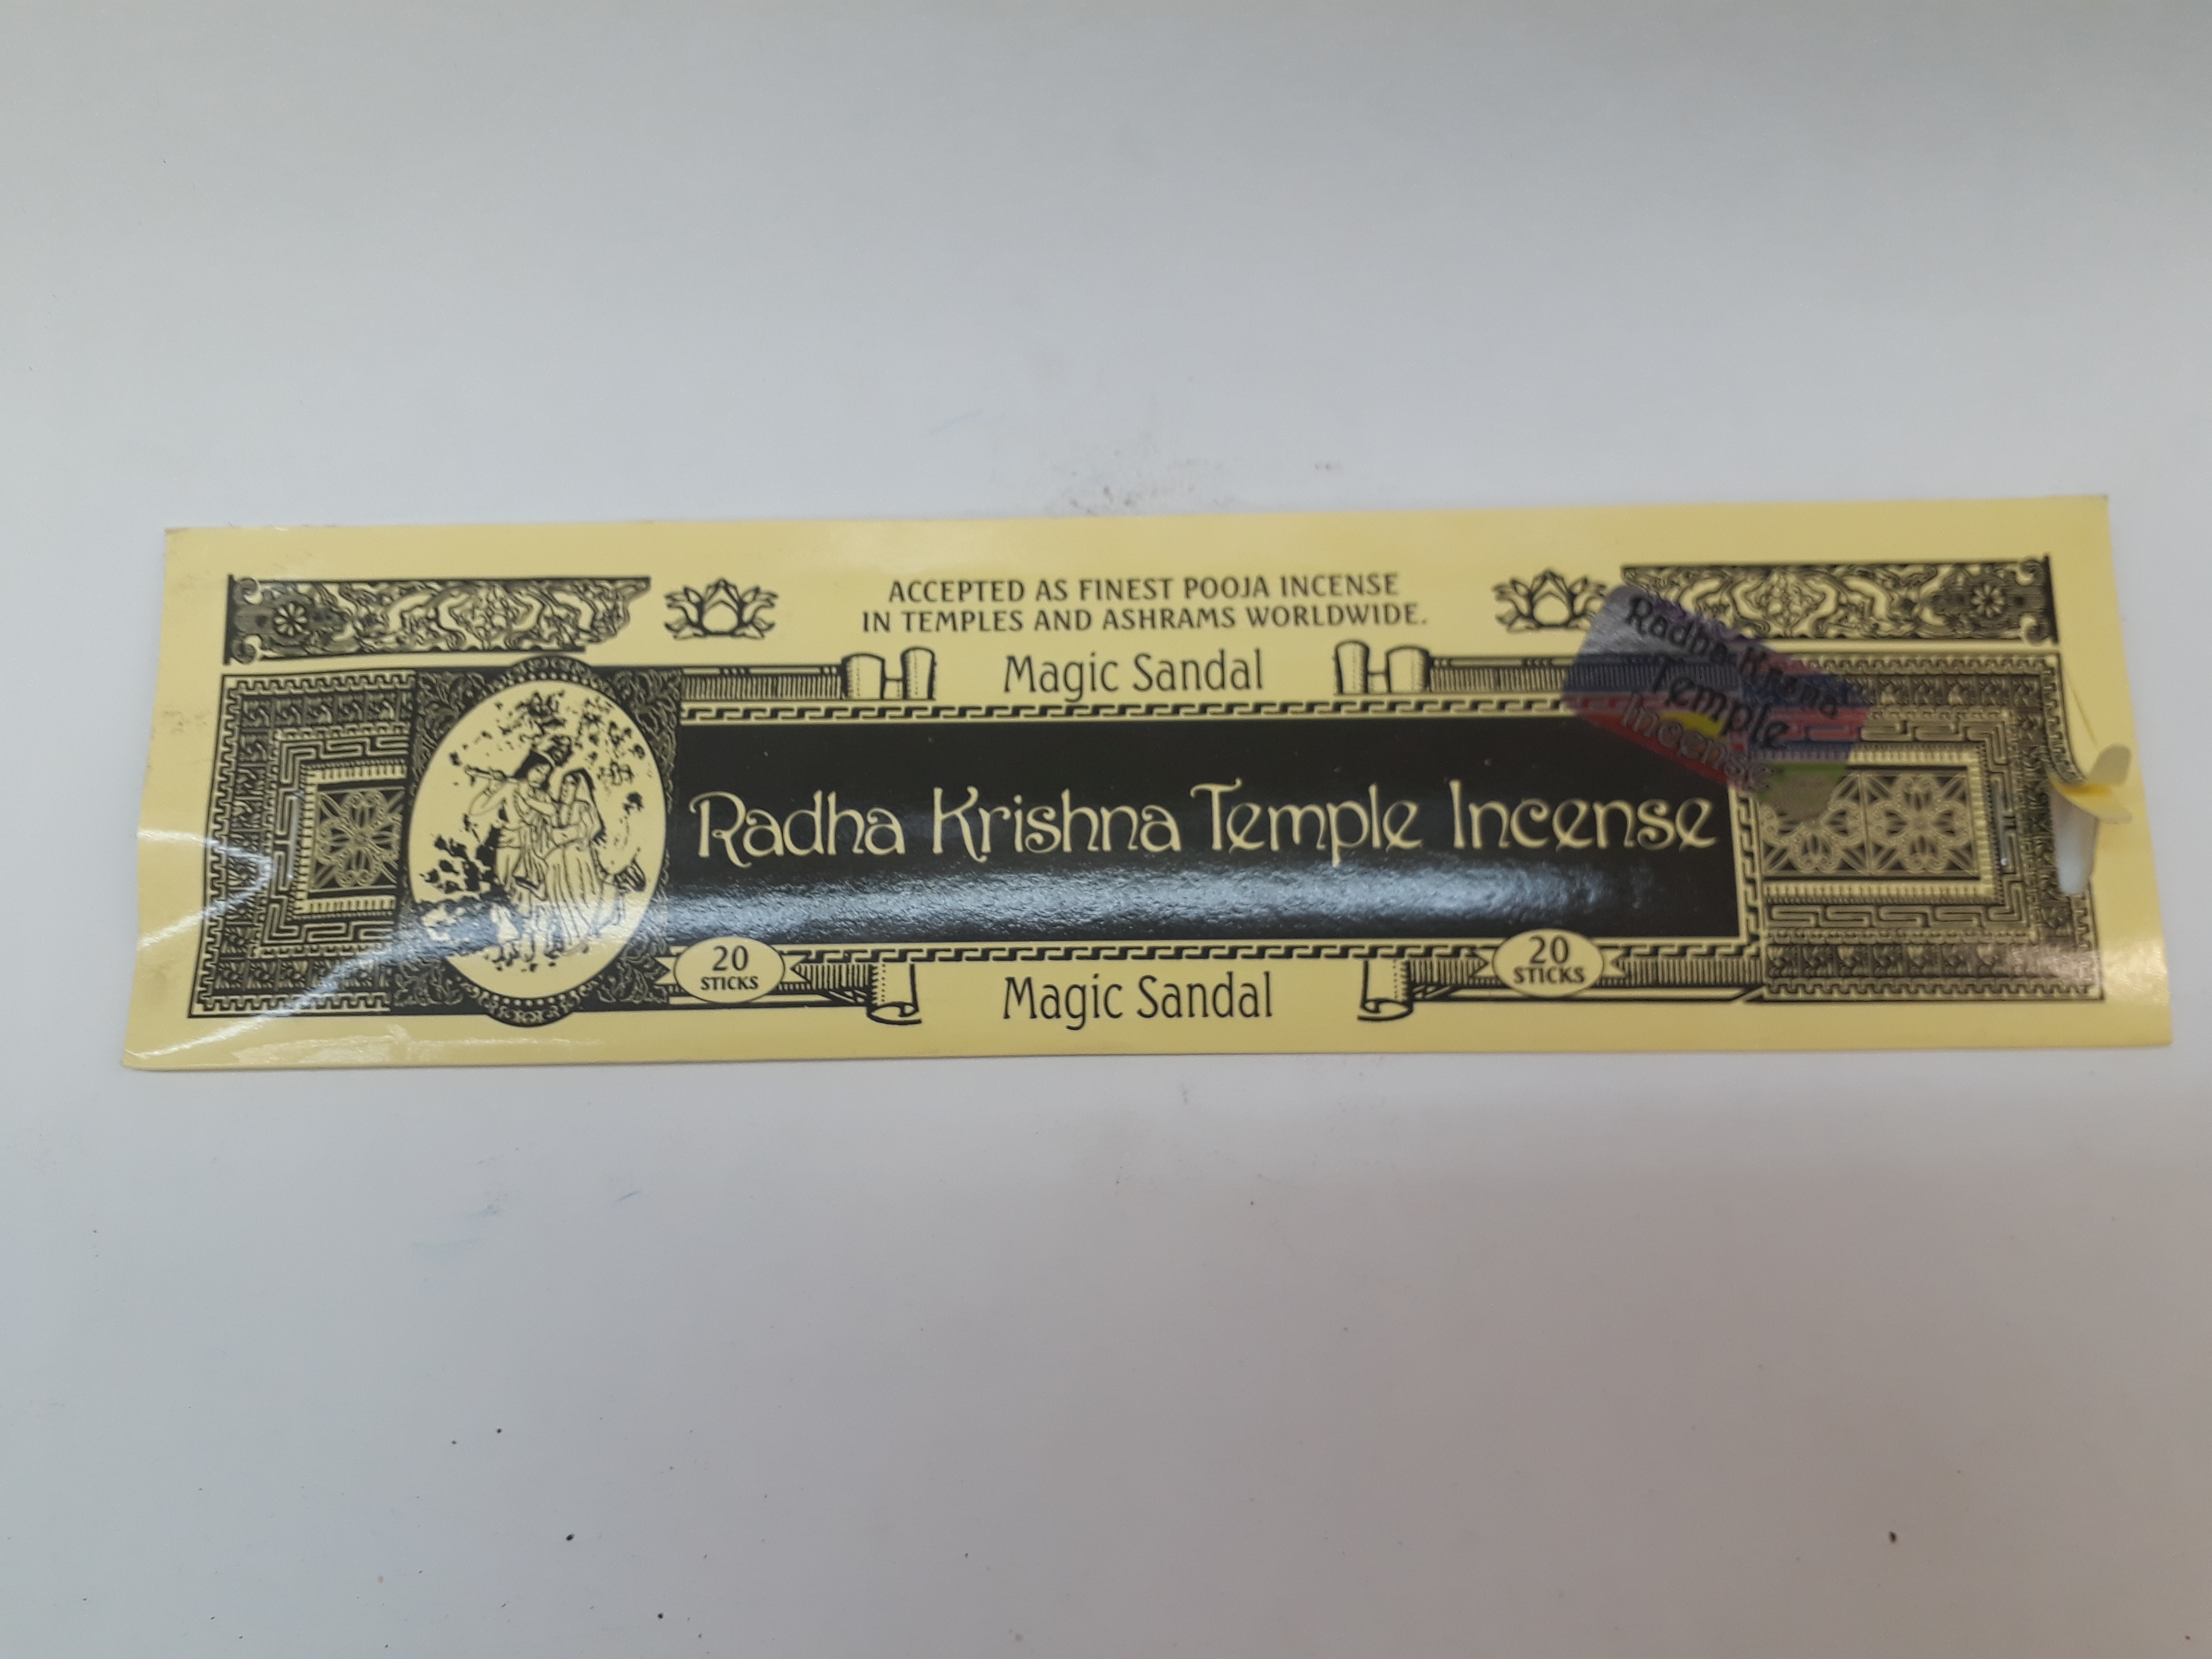 ACCEPTED AS FINEST POOJA INCENSE
IN TEMPLES AND ASHRAMS WORLDWIDE.
Magic Sandal
Radha Krsna
Temple
Incense
Radha Krishna Temple Incense
20
STICKS
20
STICKS
Magic Sandal